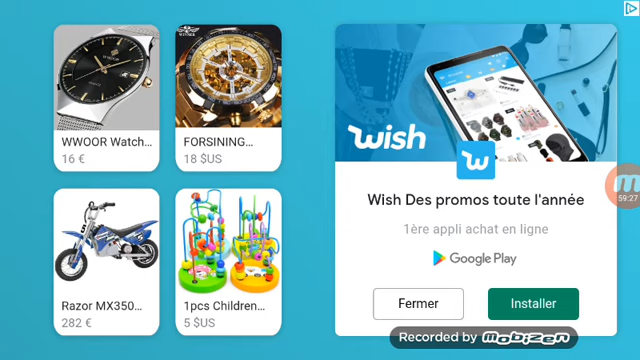 WWOOR Watch...
16 €
WINNER
FORSINING...
18 $US
Razor MX350...
282 €
1pcs Children...
5 $US
wish
Wish Des promos toute l'année
1ère appli achat en ligne
Google Play
Fermer
Installer
59:27
Recorded by Mobizen